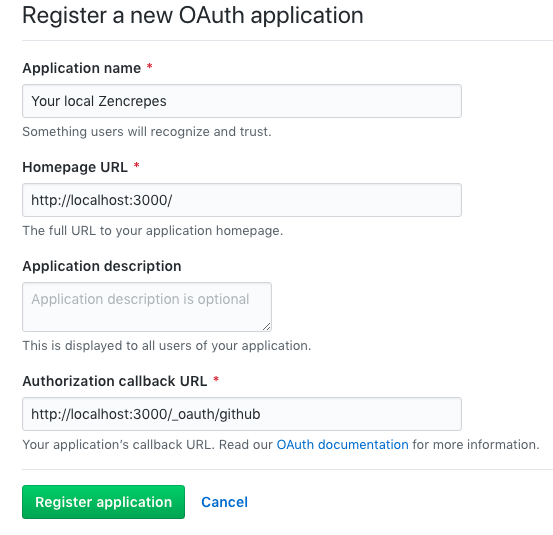 Register a new OAuth application
Application name *
Your local Zencrepes
Something users will recognize and trust.
Homepage URL *
http://localhost:3000/
The full URL to your application homepage.
Application description
Application description is optional
This is displayed to all users of your application.
Authorization callback URL *
http://localhost:3000/_oauth/github
Your application’s callback URL. Read our OAuth documentation for more information.
Register application Cancel